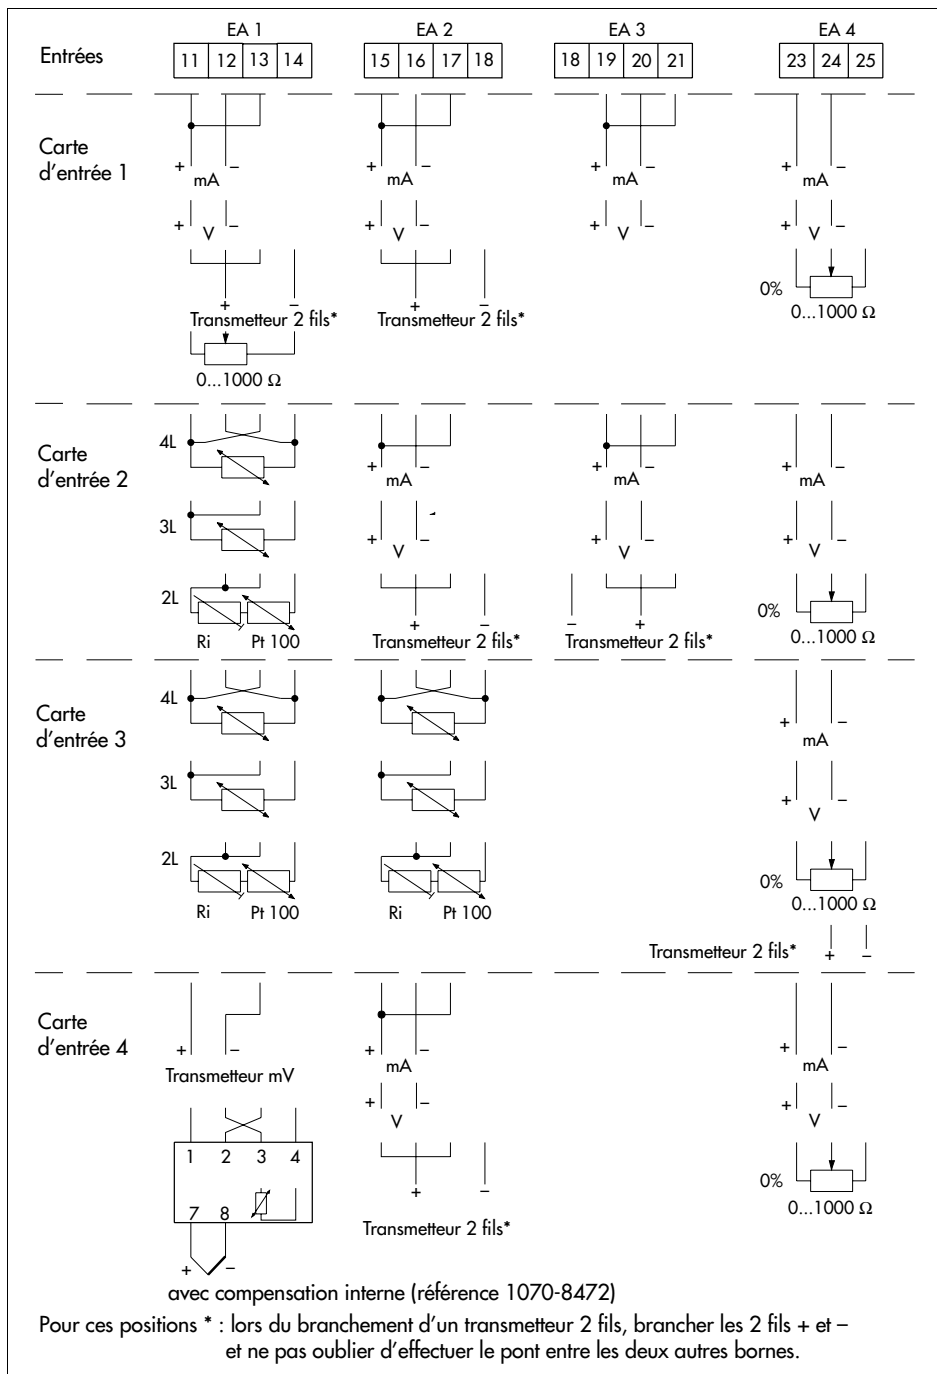 EA 1 EA 2 EA 3 EA 4
Entrées 11 12 13 14 15 16 17 18 18 19 20 21 23 24 25
Carte
d'entrée 1
+ – + – + – + –
mA mA mA mA
+ V – + V – + V – + V –
+ – + –
Transmetteur 2 fils* Transmetteur 2 fils*
0% 0...1000 Ω
0...1000 Ω
Carte
d'entrée 2
4L + – + – + –
mA mA mA
3L + V – + V – + V –
2L + – – + 0%
Ri Pt 100 Transmetteur 2 fils* Transmetteur 2 fils* 0...1000 Ω
Carte
d'entrée 3
4L + –
mA
3L + V –
2L 0%
Ri Pt 100 Ri Pt 100 0...1000 Ω
Transmetteur 2 fils* + –
Carte
d'entrée 4
+ – + – + –
Transmetteur mV mA mA
+ V – + V –
1 2 3 4
+ – 0%
7 8 0...1000 Ω
Transmetteur 2 fils*
+ –
avec compensation interne (référence 1070-8472)
Pour ces positions * : lors du branchement d'un transmetteur 2 fils, brancher les 2 fils + et –
et ne pas oublier d'effectuer le pont entre les deux autres bornes.